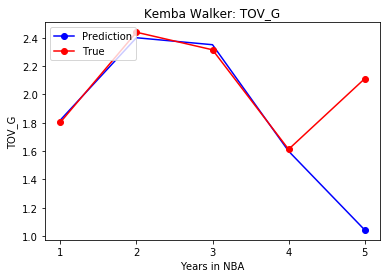 Kemba Walker: TOV_G
Prediction
True
2.4
2.2
2.0
1.8
1.6
1.4
1.2
1.0
TOV_G
1 2 3 4 5
Years in NBA